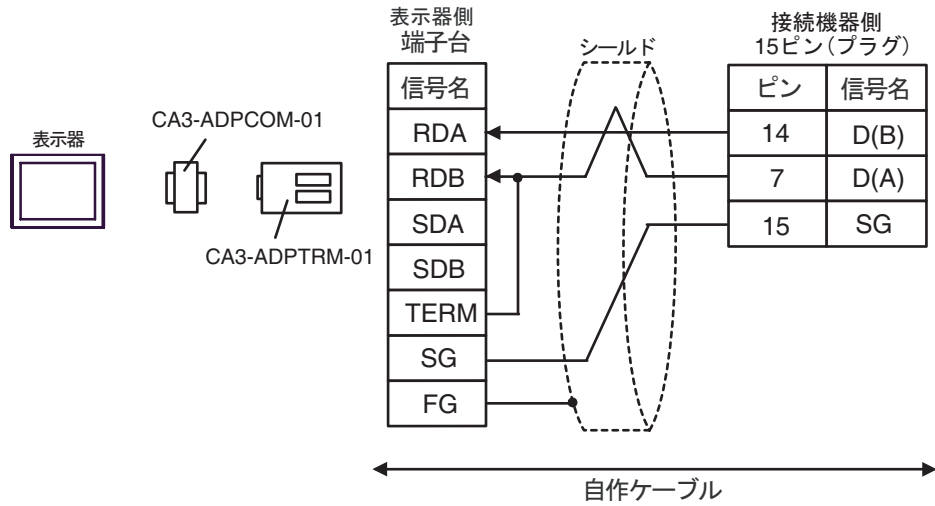 表示器
CA3-ADPCOM-01
CA3-ADPTRM-01
表示器側
端子台
信号名
RDA
RDB
SDA
SDB
TERM
SG
FG
シールド
接続機器側
15ピン(プラグ)
ピン 信号名
14 D(B)
7 D(A)
15 SG
自作ケーブル